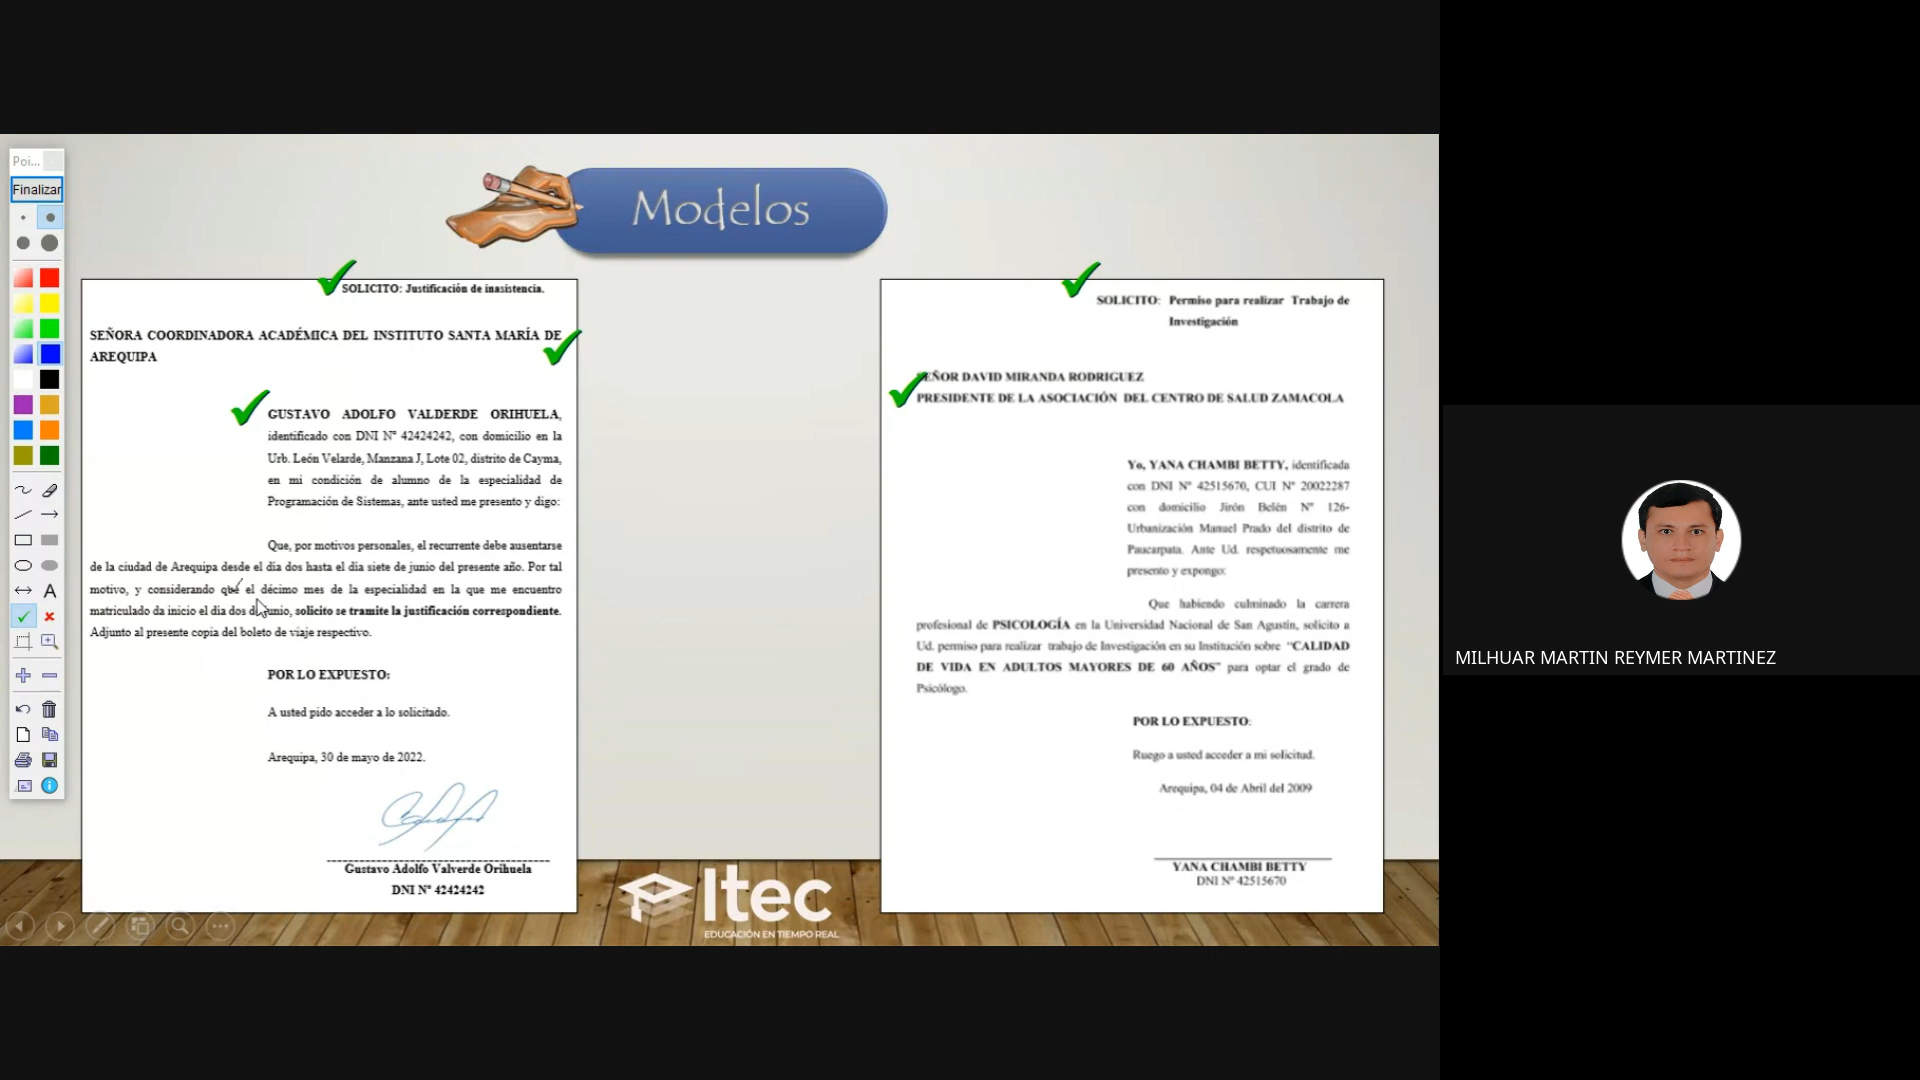 Poi...
Finalizar
A
Modelos
SOLICITO: Justificación de inasistencia.
SEÑORA COORDINADORA ACADÉMICA DEL INSTITUTO SANTA MARÍA DE
AREQUIPA
GUSTAVO ADOLFO VALDERDE ORIHUELA,
identificado con DNI Nº 42424242, con domicilio en la
Urb. León Velarde, Manzana J, Lote 02, distrito de Cayma,
en mi condición de alumno de la especialidad de
Programación de Sistemas, ante usted me presento y digo:
Que, por motivos personales, el recurrente debe ausentarse
de la ciudad de Arequipa desde el día dos hasta el día siete de junio del presente año. Por tal
motivo, y considerando que el décimo mes de la especialidad en la que me encuentro
matriculado da inicio el día dos de junio, solicito se tramite la justificación correspondiente.
Adjunto al presente copia del boleto de viaje respectivo.
POR LO EXPUESTO:
A usted pido acceder a lo solicitado.
Arequipa, 30 de mayo de 2022.
Gustavo Adolfo Valverde Orihuela
DNI Nº 42424242
SOLICITO: Permiso para realizar Trabajo de
Investigación
SEÑOR DAVID MIRANDA RODRIGUEZ
PRESIDENTE DE LA ASOCIACIÓN DEL CENTRO DE SALUD ZAMACOLA
Yo, YANA CHAMBI BETTY, identificada
con DNI Nº 42515670, CUI Nº 20022287
con domicilio Jirón Belén Nº 126-
Urbanización Manuel Prado del distrito de
Paucarpata. Ante Ud. respetuosamente me
presento y expongo:
Que habiendo culminado la carrera
profesional de PSICOLOGÍA en la Universidad Nacional de San Agustín, solicito a
Ud. permiso para realizar trabajo de Investigación en su Institución sobre "CALIDAD
DE VIDA EN ADULTOS MAYORES DE 60 AÑOS" para optar el grado de
Psicólogo.
POR LO EXPUESTO:
Ruego a usted acceder a mi solicitud.
Arequipa, 04 de Abril del 2009
YANA CHAMBI BETTY
DNI Nº 42515670
Itec
EDUCACIÓN EN TIEMPO REAL
MILHUAR MARTIN REYMER MARTINEZ